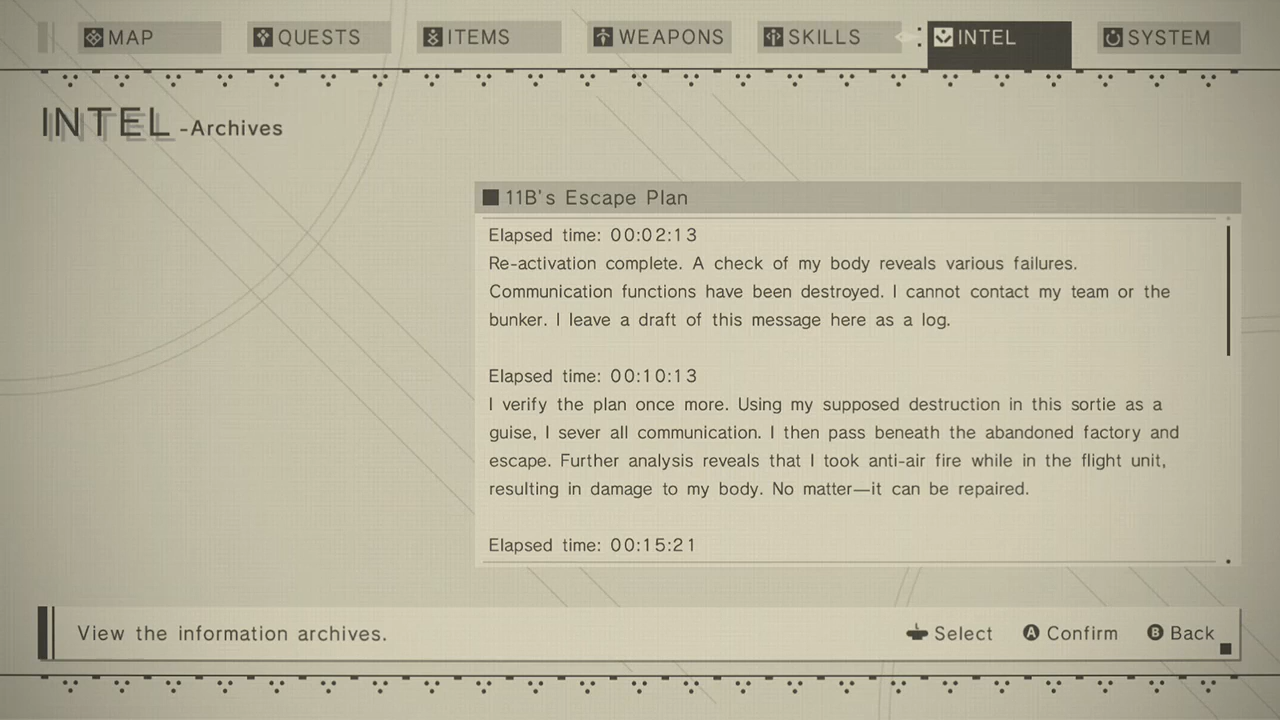 MAP
QUESTS
ITEMS
WEAPONS
SKILLS
INTEL
SYSTEM
INTEL -Archives
11B's Escape Plan
Elapsed time: 00:02:13
Re-activation complete. A check of my body reveals various failures.
Communication functions have been destroyed. I cannot contact my team or the
bunker. I leave a draft of this message here as a log.
Elapsed time: 00:10:13
I verify the plan once more. Using my supposed destruction in this sortie as a
guise, I sever all communication. I then pass beneath the abandoned factory and
escape. Further analysis reveals that I took anti-air fire while in the flight unit,
resulting in damage to my body. No matter—it can be repaired.
Elapsed time: 00:15:21
View the information archives.
Select
A Confirm
B Back